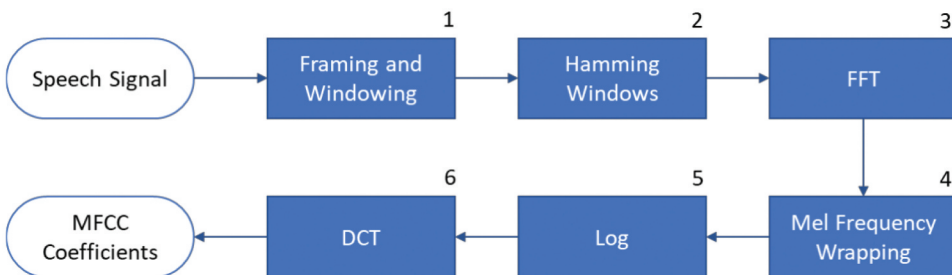 1
2
3
Speech Signal
Framing and
Windowing
Hamming
Windows
FFT
6
5
4
MFCC
Coefficients
DCT
Log
Mel Frequency
Wrapping